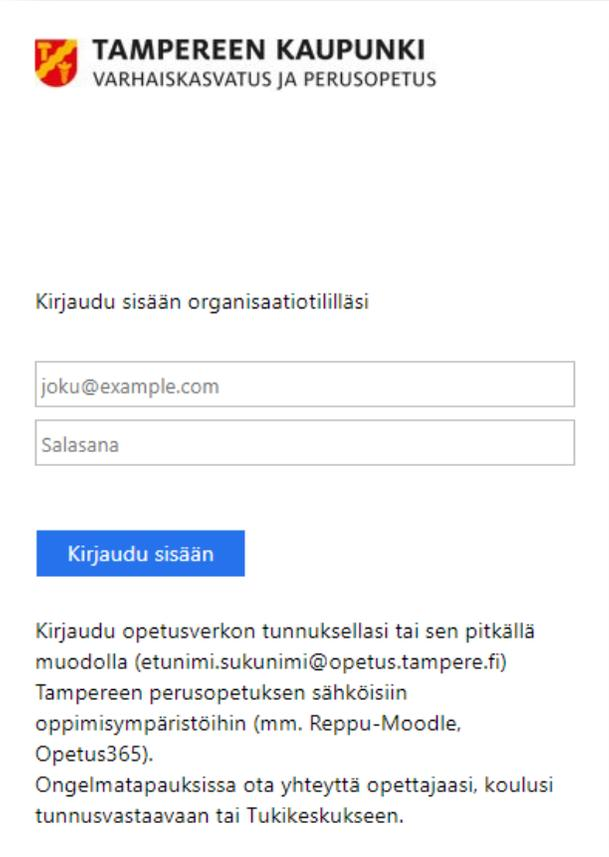 TAMPEREEN KAUPUNKI
VARHAISKASVATUS JA PERUSOPETUS
Kirjaudu sisään organisaatiotililläsi
joku@example.com
Salasana
Kirjaudu sisään
Kirjaudu opetusverkon tunnuksellasi tai sen pitkällä
muodolla (etunimi.sukunimi@opetus.tampere.fi)
Tampereen perusopetuksen sähköisiin
oppimisympäristöihin (mm. Reppu-Moodle,
Opetus365).
Ongelmatapauksissa ota yhteyttä opettajaasi, koulusi
tunnusvastaavaan tai Tukikeskukseen.